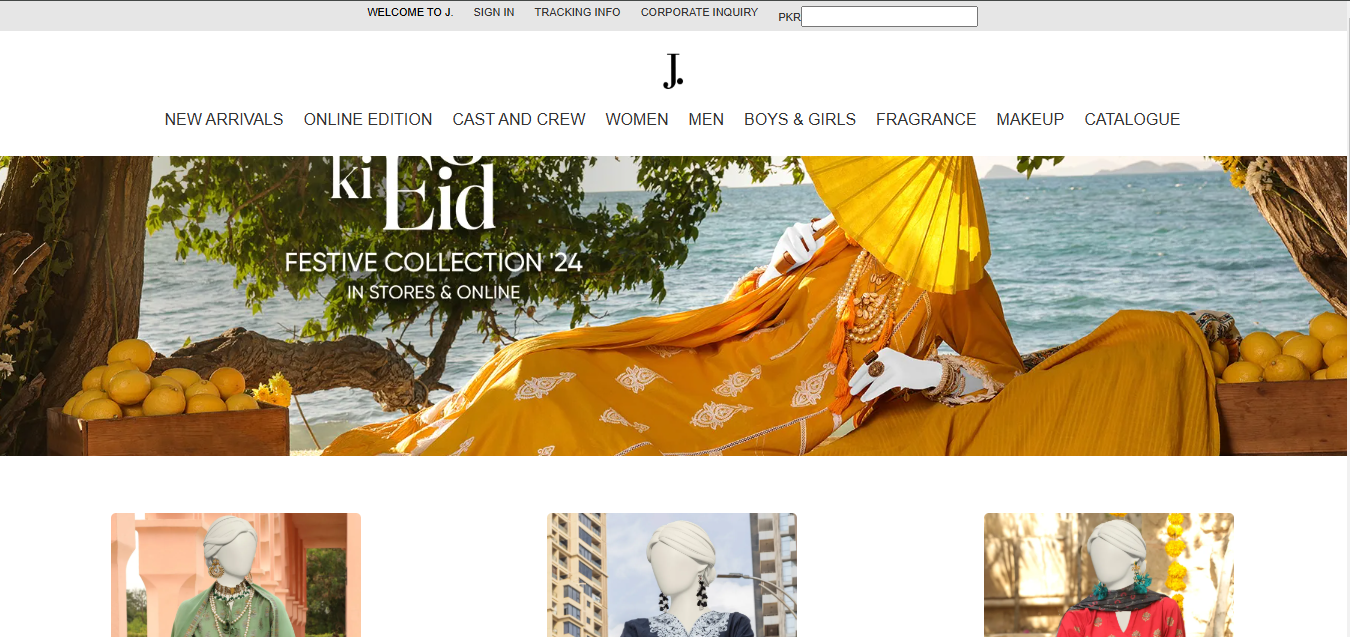 WELCOME TO J. SIGN IN TRACKING INFO CORPORATE INQUIRY PKR
J.
NEW ARRIVALS ONLINE EDITION CAST AND CREW WOMEN MEN BOYS & GIRLS FRAGRANCE MAKEUP CATALOGUE
ki
Eid
FESTIVE COLLECTION '24
IN STORES & ONLINE